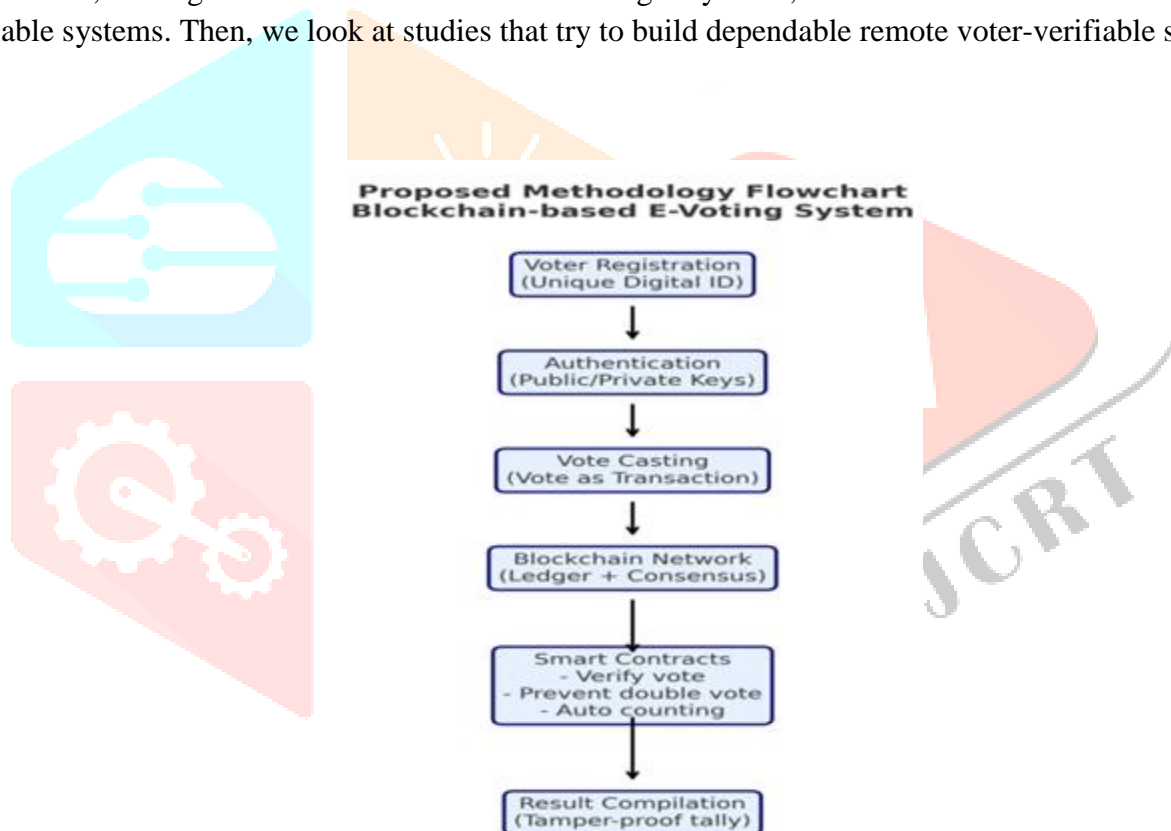 able systems. Then, we look at studies that try to build dependable remote voter-verifiable s
Proposed Methodology Flowchart
Blockchain-based E-Voting System
Voter Registration
(Unique Digital ID)
Authentication
(Public/Private Keys)
Vote Casting
(Vote as Transaction)
Blockchain Network
(Ledger + Consensus)
Smart Contracts
- Verify vote
- Prevent double vote
- Auto counting
Result Compilation
(Tamper-proof tally)
JCRT